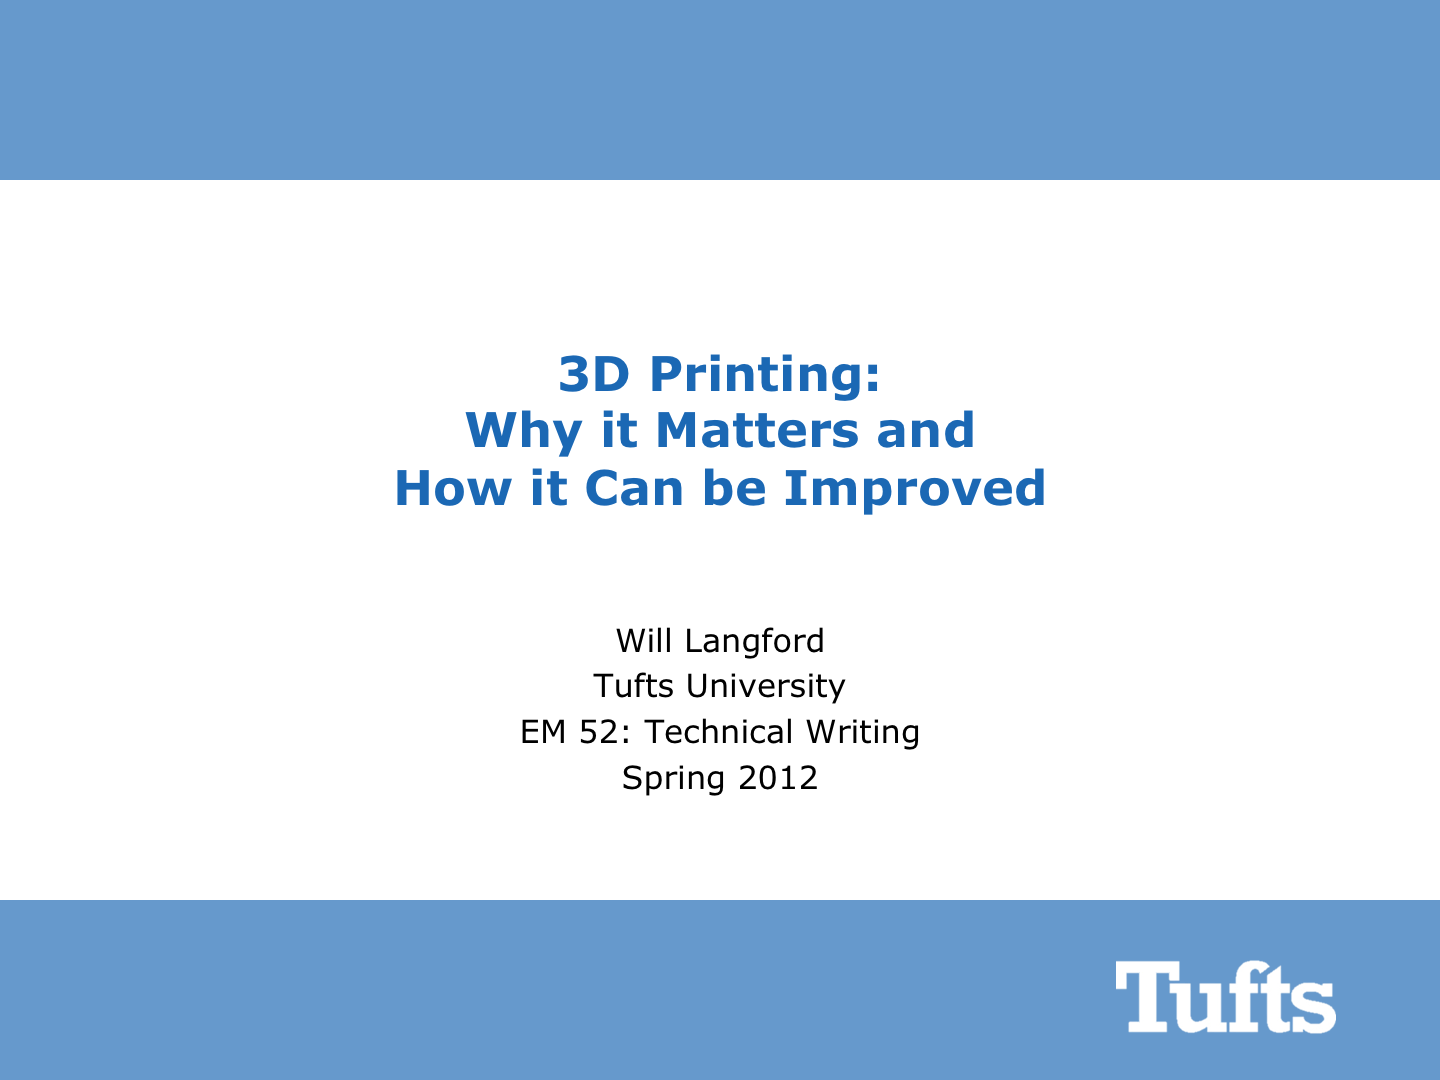 3D Printing:
Why it Matters and
How it Can be Improved
Will Langford
Tufts University
EM 52: Technical Writing
Spring 2012
Tufts